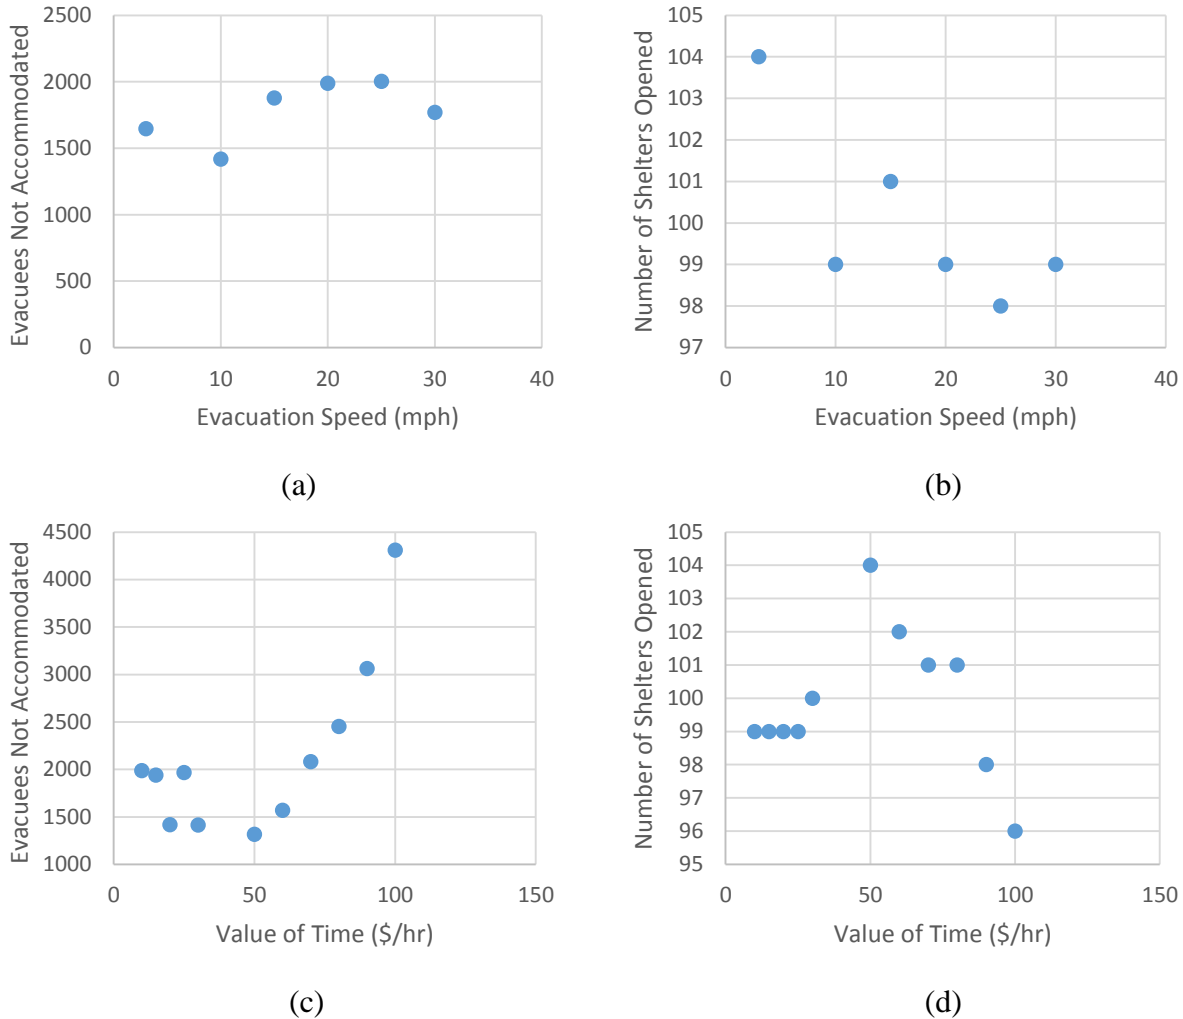 2500
2000
1500
1000
500
0
0 10 20 30 40
Evacuees Not Accommodated
Evacuation Speed (mph)
(a)
105
104
103
102
101
100
99
98
97
0 10 20 30 40
Number of Shelters Opened
Evacuation Speed (mph)
(b)
4500
4000
3500
3000
2500
2000
1500
1000
0 50 100 150
Evacuees Not Accommodated
Value of Time ($/hr)
(c)
105
104
103
102
101
100
99
98
97
96
95
0 50 100 150
Number of Shelters Opened
Value of Time ($/hr)
(d)